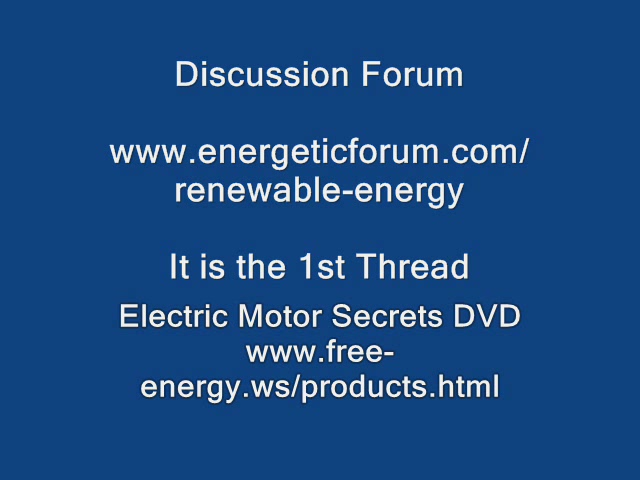 Discussion Forum
www.energeticforum.com/
renewable-energy
It is the 1st Thread
Electric Motor Secrets DVD
www.free-
energy.ws/products.html